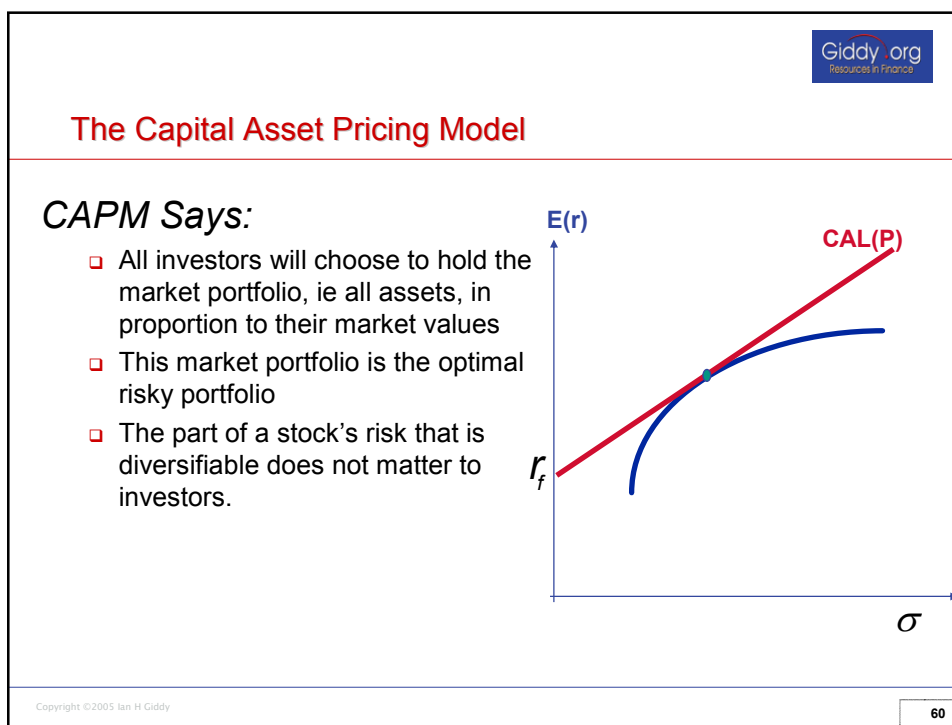 Giddy.org
Resources in Finance
The Capital Asset Pricing Model
CAPM Says:
All investors will choose to hold the
market portfolio, ie all assets, in
proportion to their market values
This market portfolio is the optimal
risky portfolio
The part of a stock's risk that is
diversifiable does not matter to
investors.
E(r)
CAL(P)
rf
σ
Copyright ©2005 Ian H Giddy
60